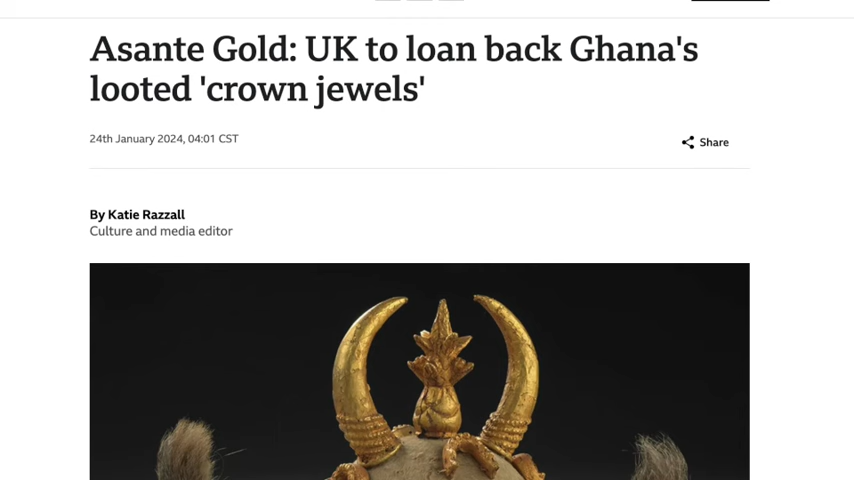 Asante Gold: UK to loan back Ghana's
looted 'crown jewels'
24th January 2024, 04:01 CST
Share
By Katie Razzall
Culture and media editor